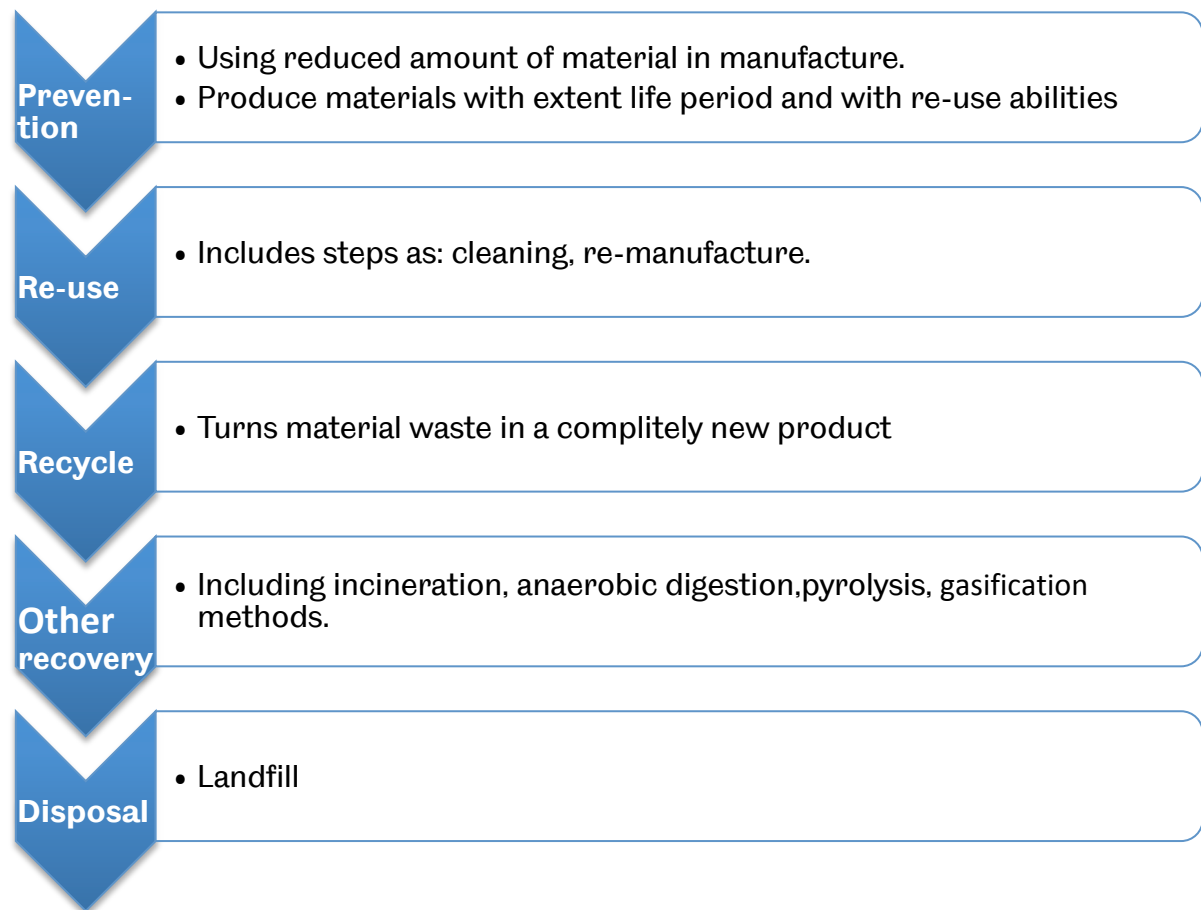 Preven-
tion
• Using reduced amount of material in manufacture.
• Produce materials with extent life period and with re-use abilities
Re-use
• Includes steps as: cleaning, re-manufacture.
Recycle
• Turns material waste in a complitely new product
Other
recovery
• Including incineration, anaerobic digestion,pyrolysis, gasification
methods.
Disposal
• Landfill